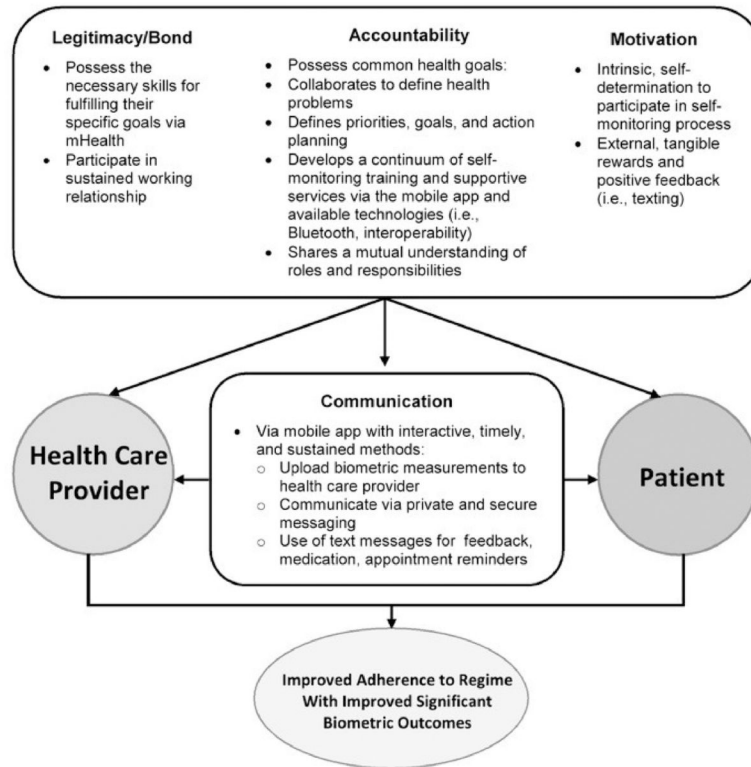 Legitimacy/Bond
• Possess the
necessary skills for
fulfilling their
specific goals via
mHealth
• Participate in
sustained working
relationship
Accountability
• Possess common health goals:
• Collaborates to define health
problems
• Defines priorities, goals, and action
planning
• Develops a continuum of self-
monitoring training and supportive
services via the mobile app and
available technologies (i.e.,
Bluetooth, interoperability)
• Shares a mutual understanding of
roles and responsibilities
Motivation
• Intrinsic, self-
determination to
participate in self-
monitoring process
• External, tangible
rewards and
positive feedback
(i.e., texting)
Health Care
Provider
Communication
• Via mobile app with interactive, timely,
and sustained methods:
o Upload biometric measurements to
health care provider
o Communicate via private and secure
messaging
o Use of text messages for feedback,
medication, appointment reminders
Patient
Improved Adherence to Regime
With Improved Significant
Biometric Outcomes